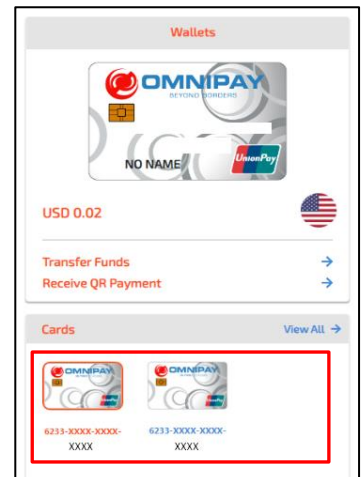 Wallets
OMNIPAY
BEYOND BORDERS
NO NAME
UnionPay
USD 0.02
Transfer Funds
Receive QR Payment
Cards View All
OMNIPAY OMNIPAY
6233-XXXX-XXXX- 6233-XXXX-XXXX-
XXXX XXXX